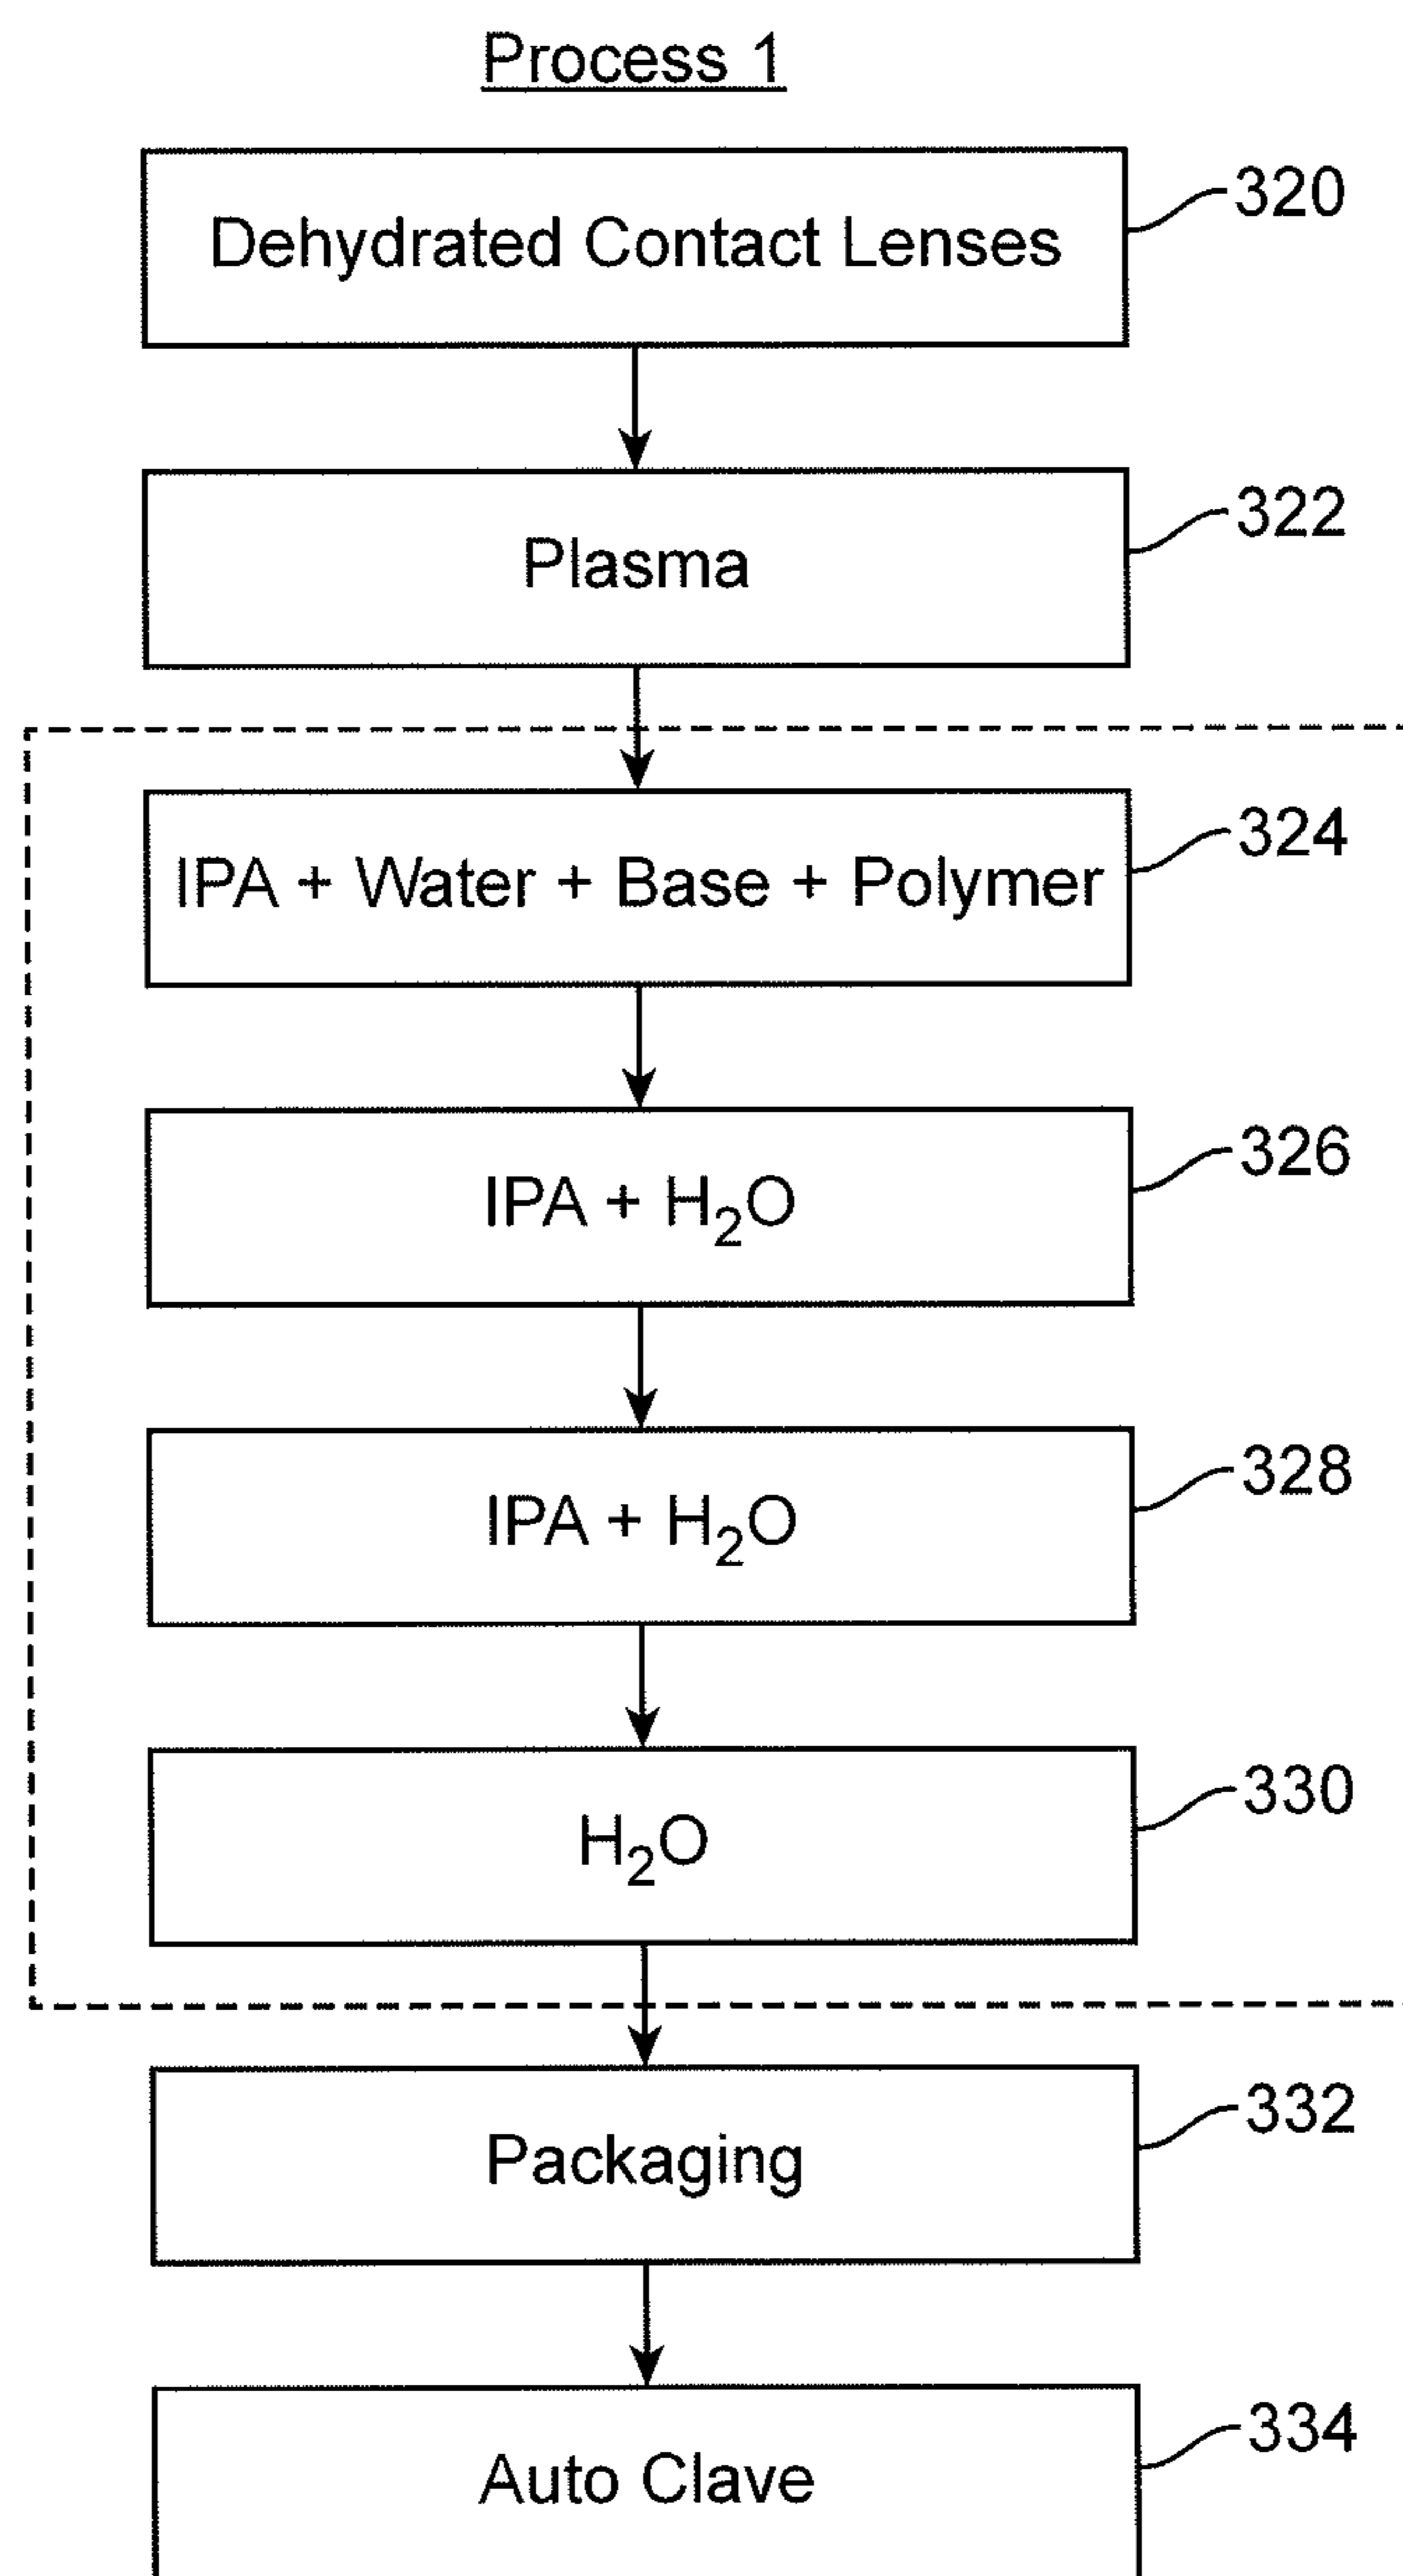 Process 1
Dehydrated Contact Lenses
320
Plasma
322
IPA + Water + Base + Polymer
324
IPA + H₂O
326
IPA + H₂O
328
H₂O
330
Packaging
332
Auto Clave
334